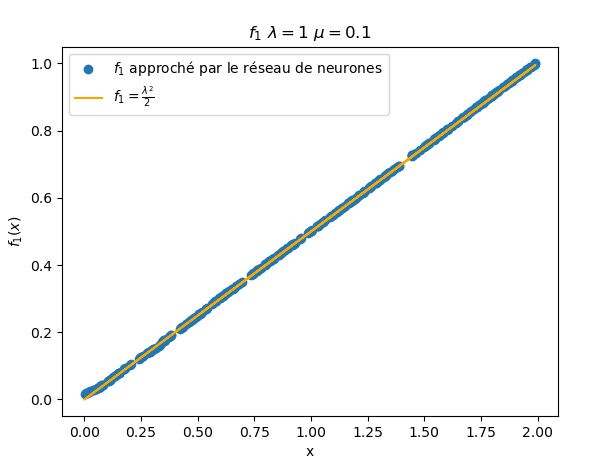 f₁ λ = 1 μ = 0.1
f₁ approché par le réseau de neurones
f₁ = λ²/2
f₁(x)
1.0
0.8
0.6
0.4
0.2
0.0
0.00 0.25 0.50 0.75 1.00 1.25 1.50 1.75 2.00
x